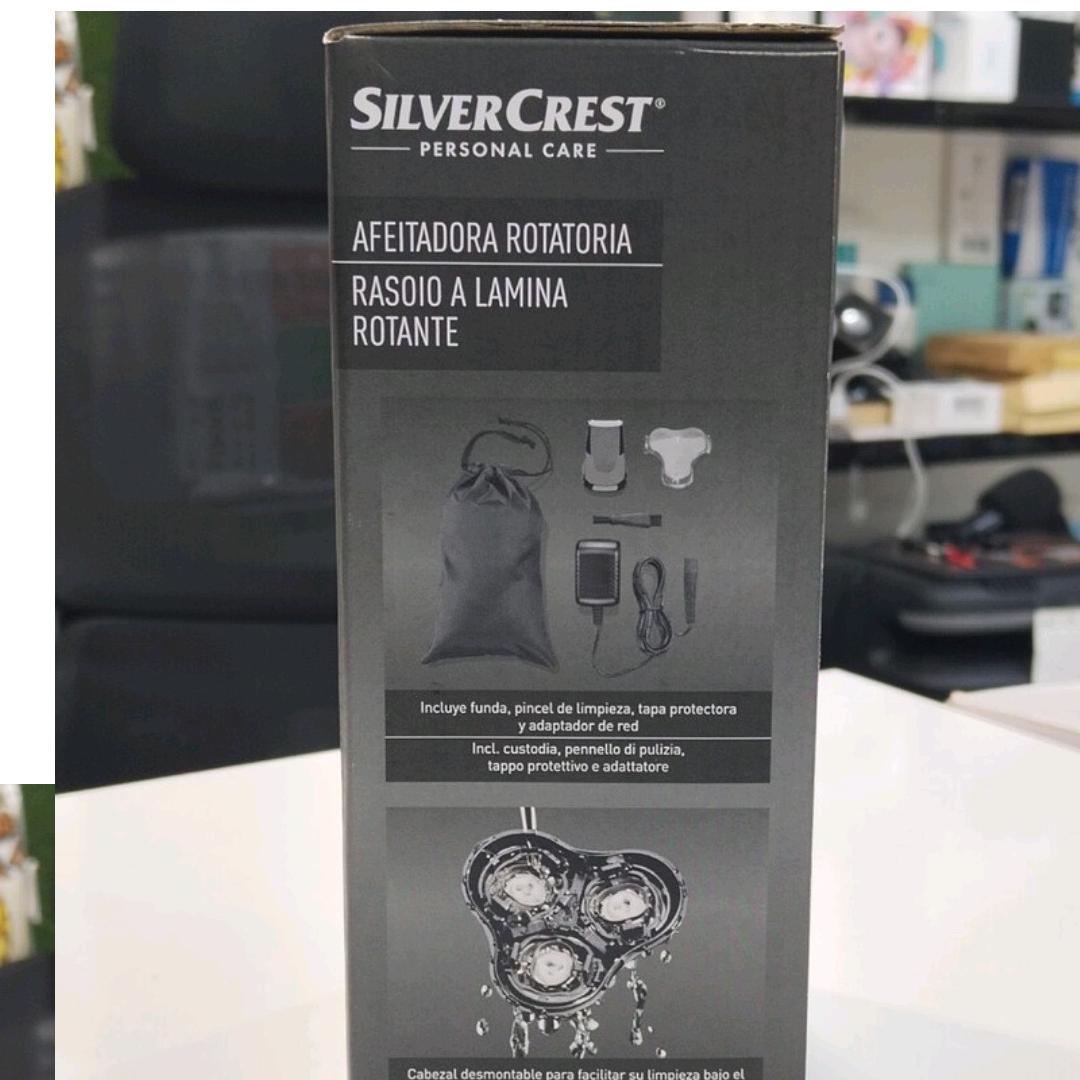 SILVERCREST®
PERSONAL CARE
AFEITADORA ROTATORIA
RASOIO A LAMINA
ROTANTE
Incluye funda, pincel de limpieza, tapa protectora
y adaptador de red
Incl. custodia, pennello di pulizia,
tappo protettivo e adattatore
Cabezal desmontable para facilitar su limpieza bajo el